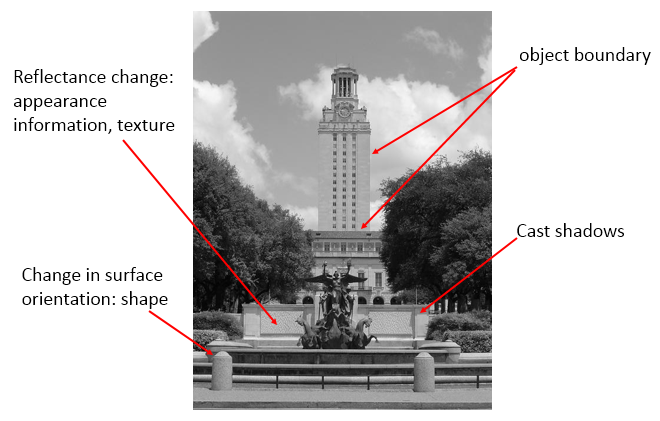 object boundary
Reflectance change:
appearance
information, texture
Cast shadows
Change in surface
orientation: shape